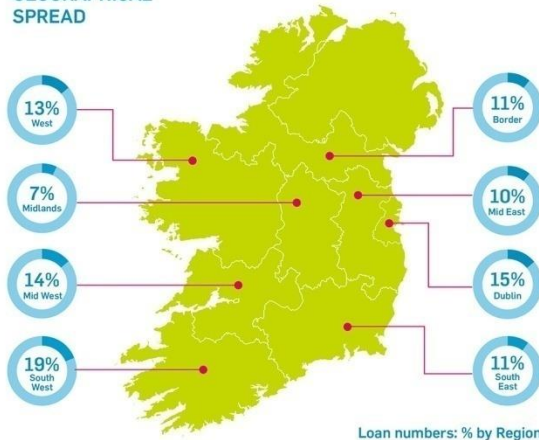 SPREAD
13%
West
11%
Border
7%
Midlands
10%
Mid East
14%
Mid West
15%
Dublin
19%
South
West
11%
South
East
Loan numbers: % by Region